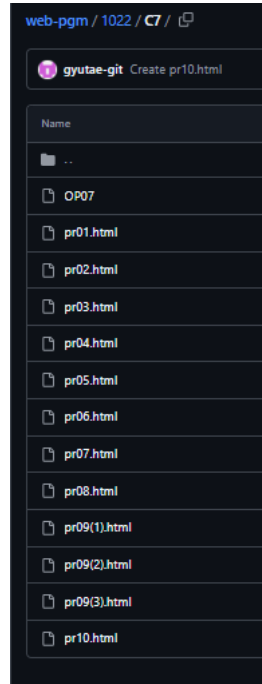 web-pgm / 1022 / C7 /
gyutae-git Create pr10.html
Name
..
OP07
pr01.html
pr02.html
pr03.html
pr04.html
pr05.html
pr06.html
pr07.html
pr08.html
pr09(1).html
pr09(2).html
pr09(3).html
pr10.html